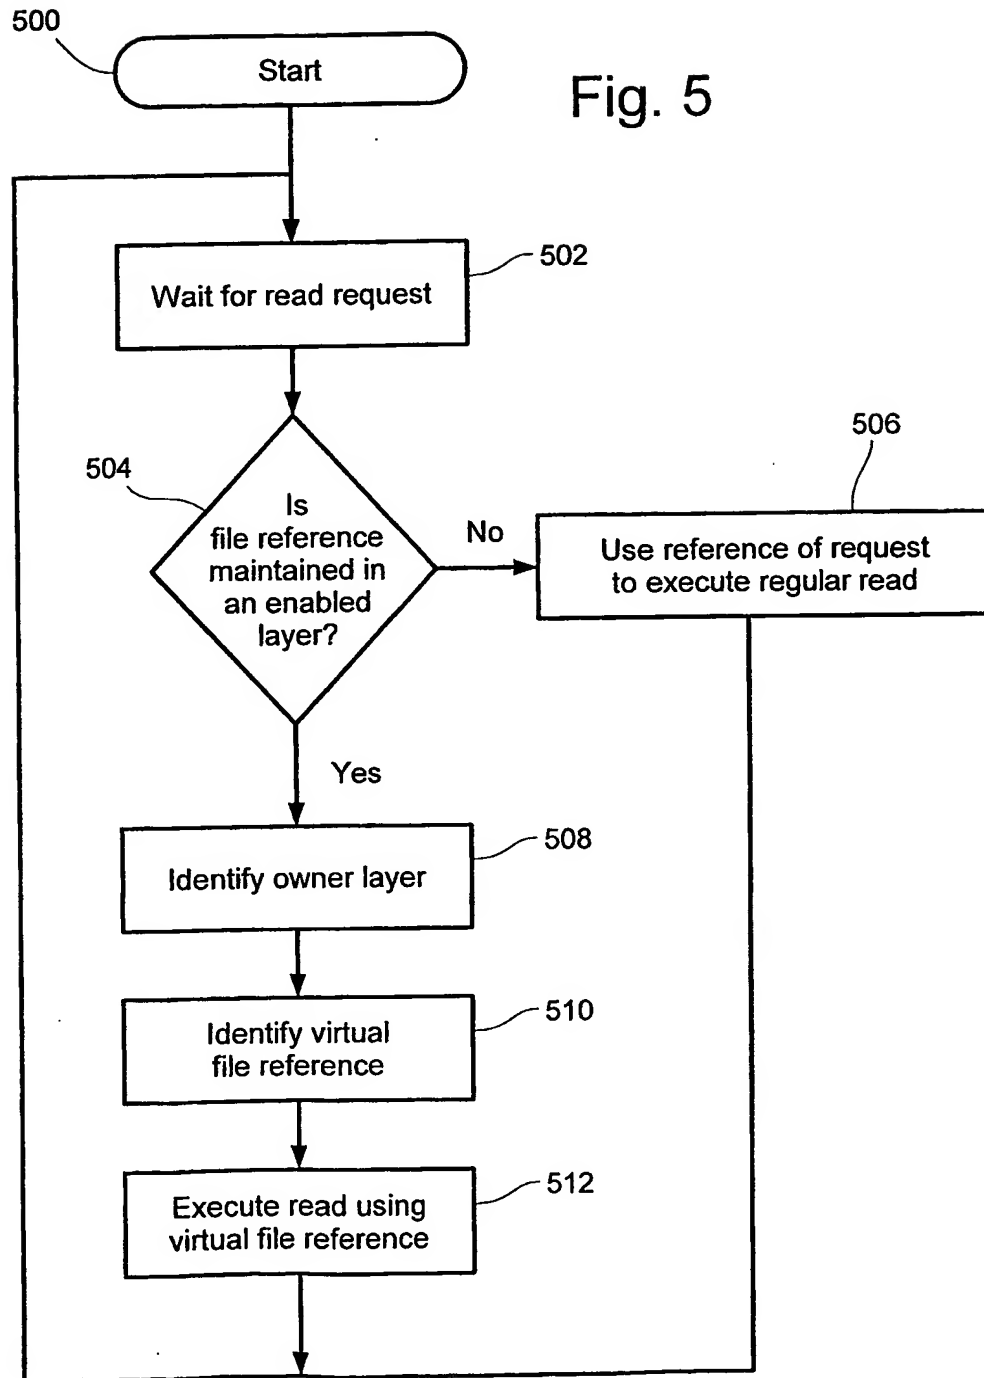 500
Start
Fig. 5
502
Wait for read request
504
Is
file reference
maintained in
an enabled
layer?
No
506
Use reference of request
to execute regular read
Yes
508
Identify owner layer
510
Identify virtual
file reference
512
Execute read using
virtual file reference